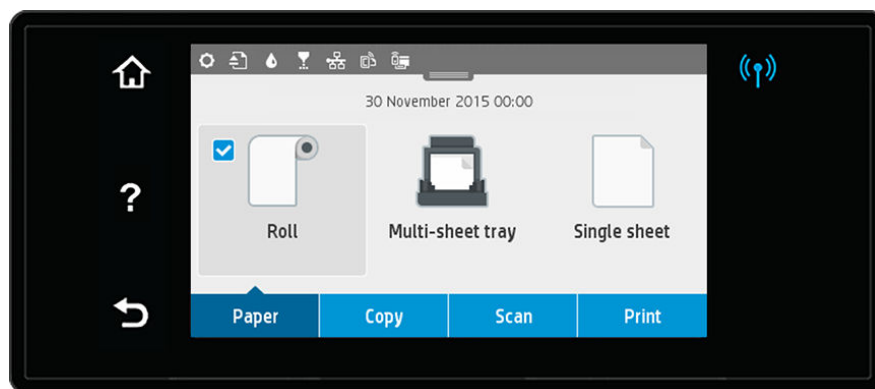 30 November 2015 00:00
?
Roll
Multi-sheet tray
Single sheet
Paper
Copy
Scan
Print